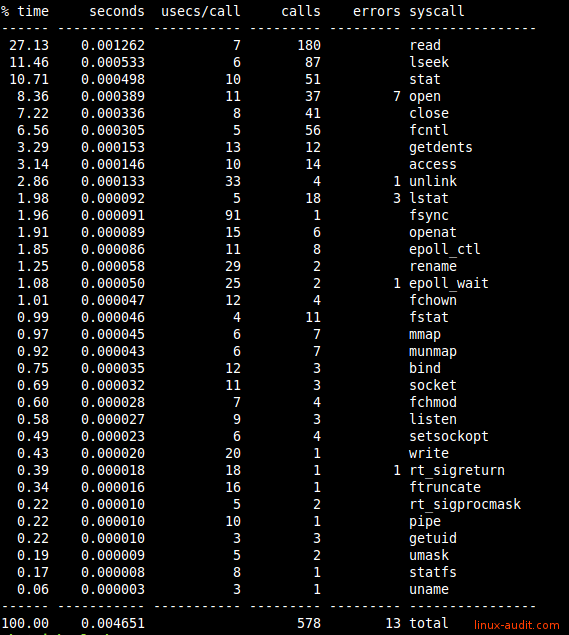 % time     seconds  usecs/call     calls    errors syscall
------ ----------- ----------- --------- --------- ----------------
 27.13    0.001262           7       180           read
 11.46    0.000533           6        87           lseek
 10.71    0.000498          10        51           stat
  8.36    0.000389          11        37         7 open
  7.22    0.000336           8        41           close
  6.56    0.000305           5        56           fcntl
  3.29    0.000153          13        12           getdents
  3.14    0.000146          10        14           access
  2.86    0.000133          33         4         1 unlink
  1.98    0.000092           5        18         3 lstat
  1.96    0.000091          91         1           fsync
  1.91    0.000089          15         6           openat
  1.85    0.000086          11         8           epoll_ctl
  1.25    0.000058          29         2           rename
  1.08    0.000050          25         2         1 epoll_wait
  1.01    0.000047          12         4           fchown
  0.99    0.000046           4        11           fstat
  0.97    0.000045           6         7           mmap
  0.92    0.000043           6         7           munmap
  0.75    0.000035          12         3           bind
  0.69    0.000032          11         3           socket
  0.60    0.000028           7         4           fchmod
  0.58    0.000027           9         3           listen
  0.49    0.000023           6         4           setsockopt
  0.43    0.000020          20         1           write
  0.39    0.000018          18         1         1 rt_sigreturn
  0.34    0.000016          16         1           ftruncate
  0.22    0.000010           5         2           rt_sigprocmask
  0.22    0.000010          10         1           pipe
  0.22    0.000010           3         3           getuid
  0.19    0.000009           5         2           umask
  0.17    0.000008           8         1           statfs
  0.06    0.000003           3         1           uname
------ ----------- ----------- --------- --------- ----------------
100.00    0.004651                   578        13 total
linux-audit.com